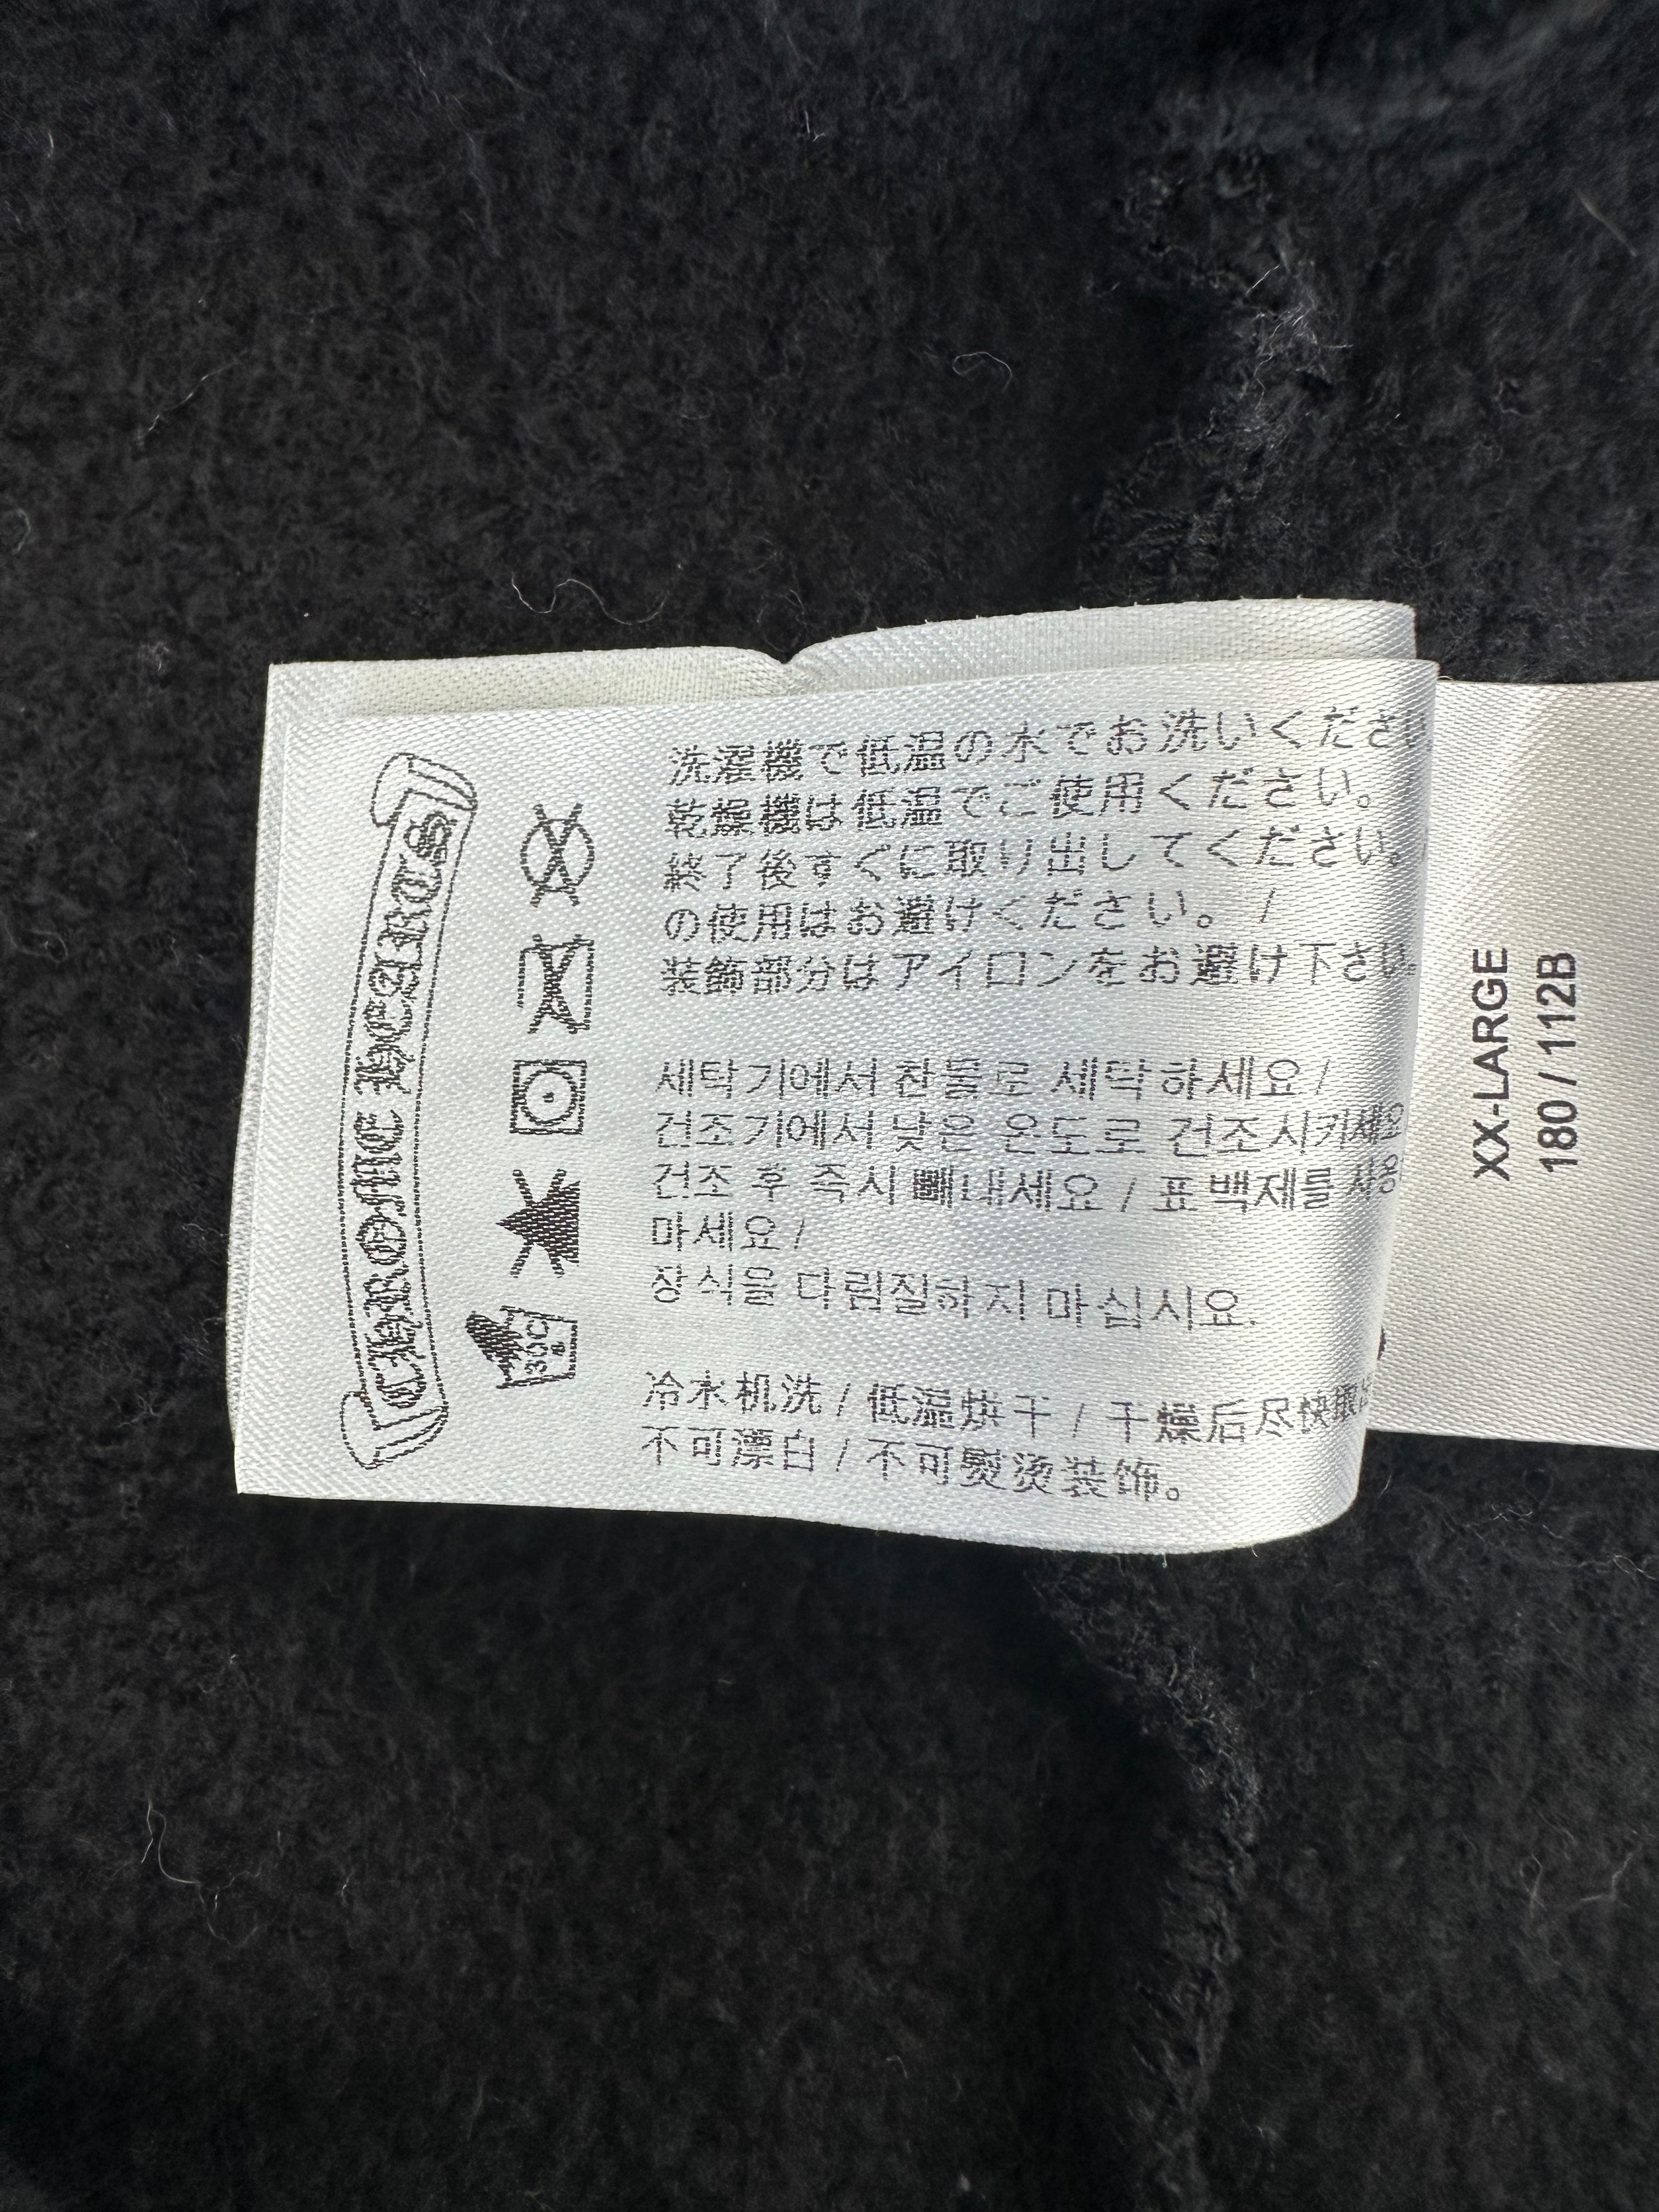 CHROME HEARTS
30C
洗濯機で低温の水でお洗いくださ
乾燥機は低温でご使用ください。
終了後すぐに取り出してください。
の使用はお避けください。 /
装飾部分はアイロンをお避け下さい
세탁기에서 찬물로 세탁하세요 /
건조기에서 낮은 온도로 건조시키세요
건조 후 즉시 빼내세요 / 표백제를 사용
마세요 /
장식을 다림질하지 마십시요.
冷水机洗 / 低温烘干 / 干燥后尽快取
不可漂白 / 不可熨烫装饰。
XX-LARGE
180 / 112B